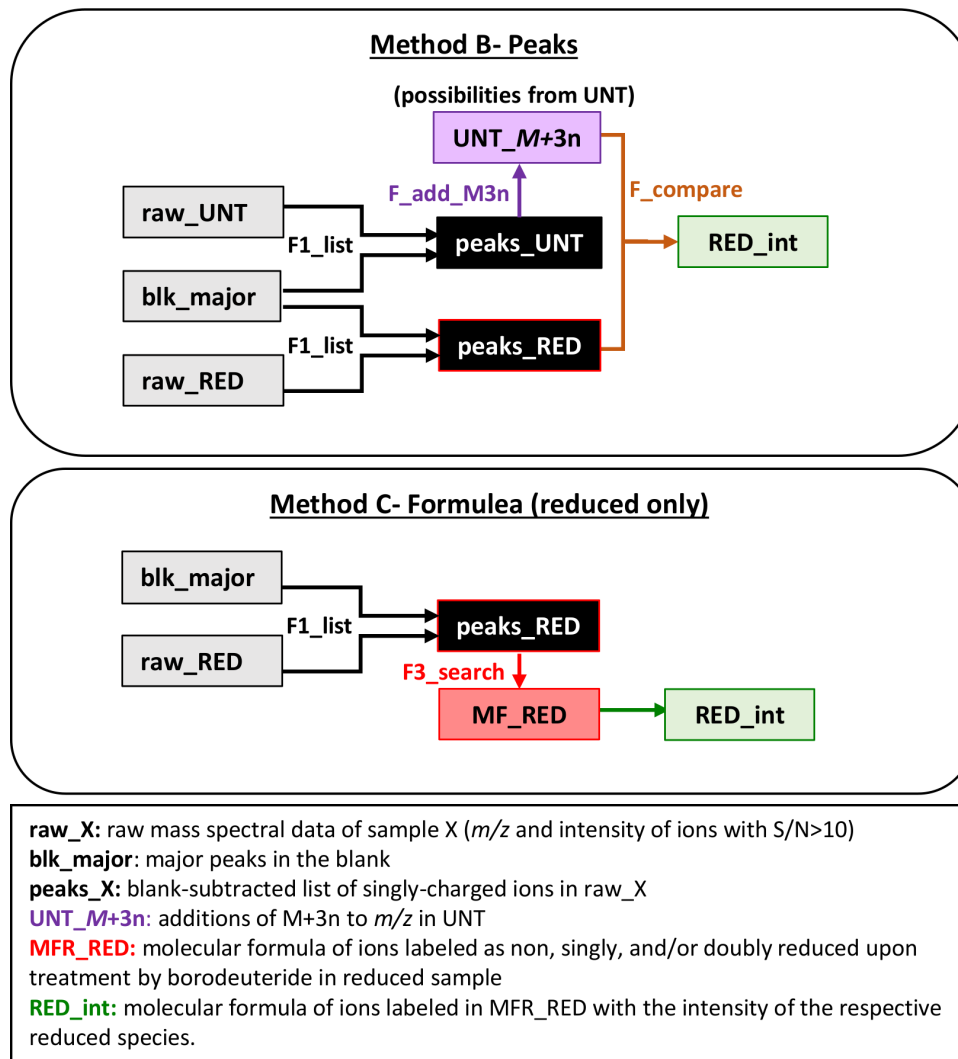 Method B- Peaks
(possibilities from UNT)
UNT_M+3n
F_add_M3n
F_compare
raw_UNT
F1_list
peaks_UNT
RED_int
blk_major
F1_list
peaks_RED
raw_RED
Method C- Formulea (reduced only)
blk_major
F1_list
peaks_RED
raw_RED
F3_search
MF_RED
RED_int
raw_X: raw mass spectral data of sample X (m/z and intensity of ions with S/N>10)
blk_major: major peaks in the blank
peaks_X: blank-subtracted list of singly-charged ions in raw_X
UNT_M+3n: additions of M+3n to m/z in UNT
MFR_RED: molecular formula of ions labeled as non, singly, and/or doubly reduced upon
treatment by borodeuteride in reduced sample
RED_int: molecular formula of ions labeled in MFR_RED with the intensity of the respective
reduced species.